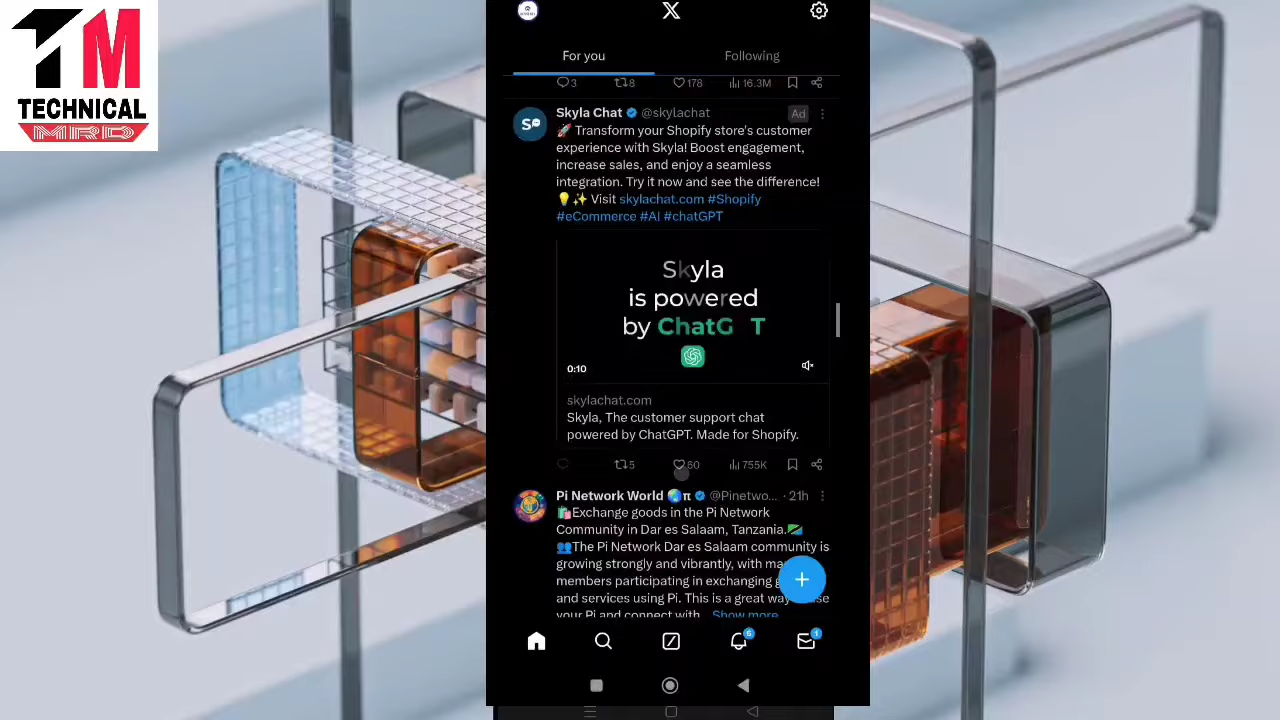 TM
TECHNICAL
MRD
X
For you
Following
3 8 178 16.3M
Skyla Chat @skylachat Ad
🚀 Transform your Shopify store's customer
experience with Skyla! Boost engagement,
increase sales, and enjoy a seamless
integration. Try it now and see the difference!
💡✨ Visit skylachat.com #Shopify
#eCommerce #AI #chatGPT
Skyla
is powered
by ChatG T
0:10
skylachat.com
Skyla, The customer support chat
powered by ChatGPT. Made for Shopify.
5 60 755K
Pi Network World 🌏π @Pinetwo... · 21h
🛍️Exchange goods in the Pi Network
Community in Dar es Salaam, Tanzania.🇹🇿
👥The Pi Network Dar es Salaam community is
growing strongly and vibrantly, with
members participating in exchanging
and services using Pi. This is a great
your Pi and connect with... Show more
6
1